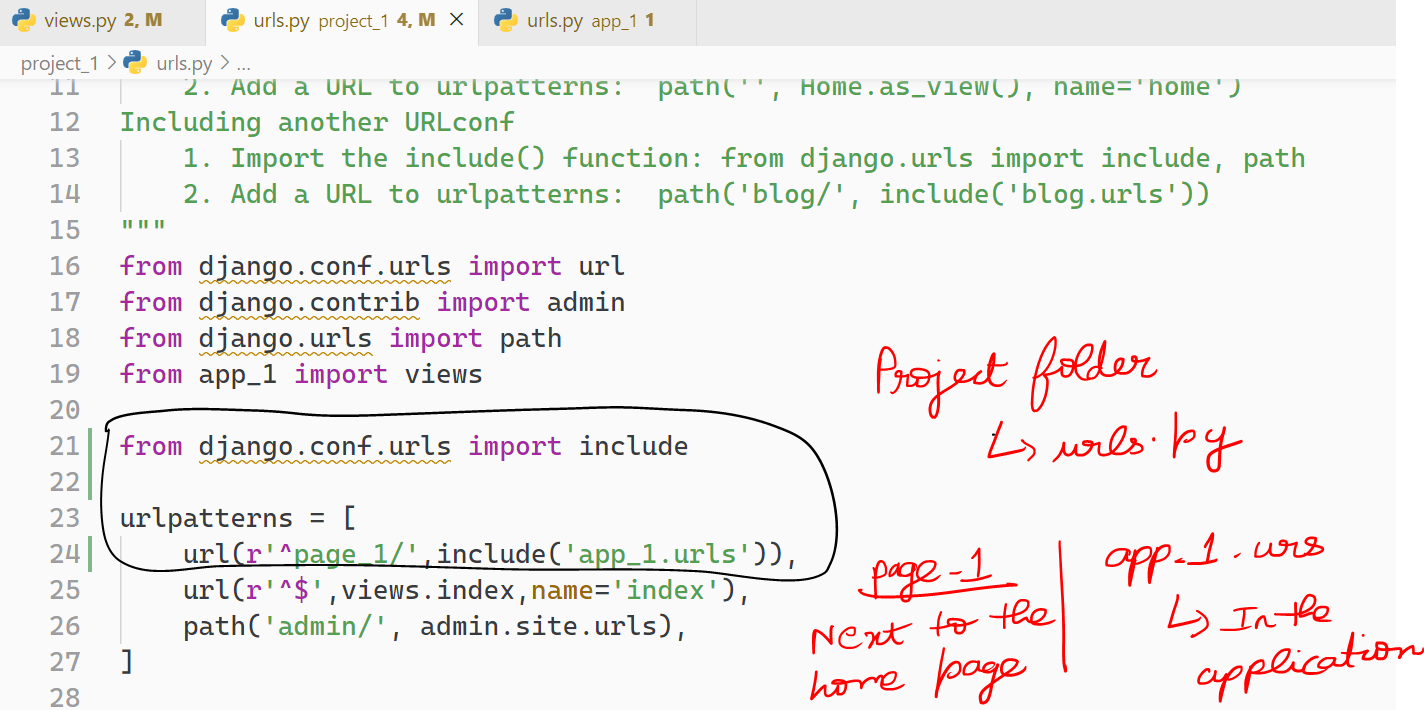 views.py 2, M urls.py project_1 4, M × urls.py app_1 1
project_1 > urls.py > ...
11 2. Add a URL to urlpatterns: path('', Home.as_view(), name='home')
12 Including another URLconf
13 1. Import the include() function: from django.urls import include, path
14 2. Add a URL to urlpatterns: path('blog/', include('blog.urls'))
15 """
16 from django.conf.urls import url
17 from django.contrib import admin
18 from django.urls import path
19 from app_1 import views
20
21 from django.conf.urls import include
22
23 urlpatterns = [
24 url(r'^page_1/',include('app_1.urls')),
25 url(r'^$',views.index,name='index'),
26 path('admin/', admin.site.urls),
27 ]
28
Project folder
↳ urls.py
page-1
Next to the
home page
app-1.urs
↳ In the
application